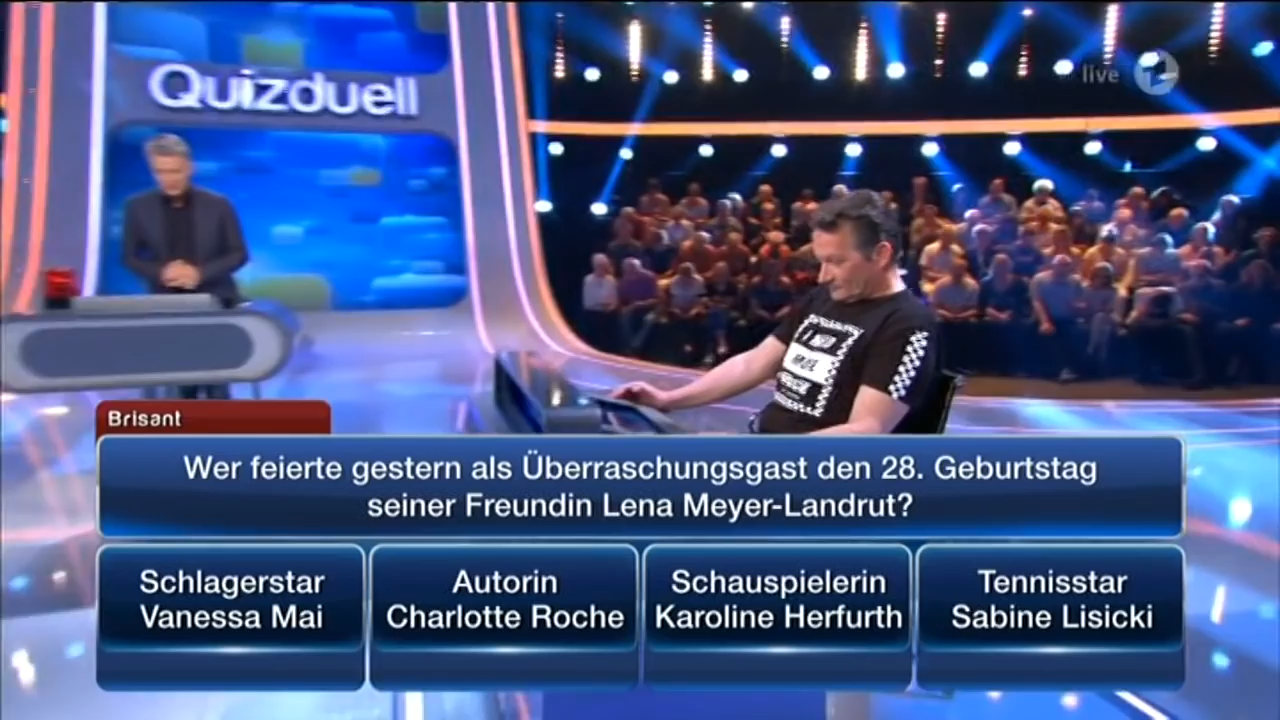 Quizduell
live
Brisant
Wer feierte gestern als Überraschungsgast den 28. Geburtstag
seiner Freundin Lena Meyer-Landrut?
Schlagerstar
Vanessa Mai
Autorin
Charlotte Roche
Schauspielerin
Karoline Herfurth
Tennisstar
Sabine Lisicki